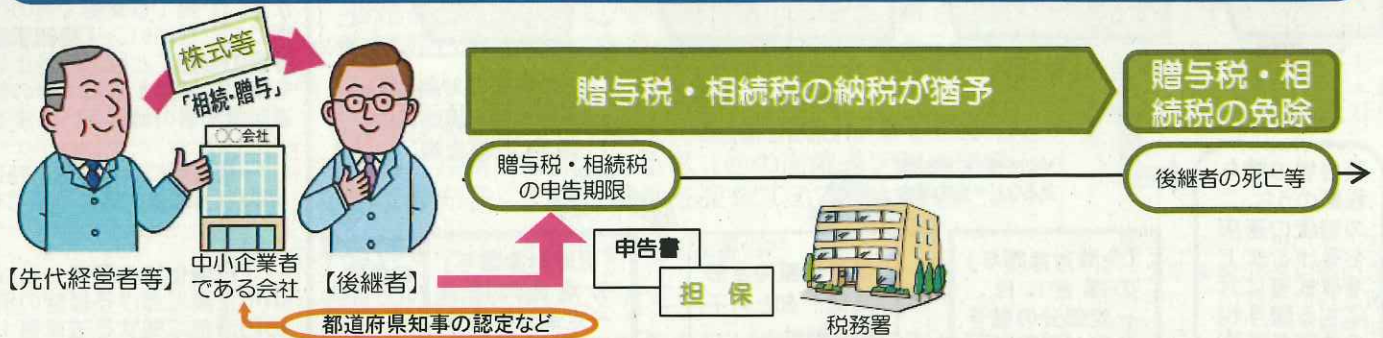 株式等
「相続・贈与」
〇〇会社
【先代経営者等】
中小企業者
である会社
【後継者】
都道府県知事の認定など
贈与税・相続税の納税が猶予
贈与税・相
続税の免除
贈与税・相続税
の申告期限
後継者の死亡等
申告書
担保
税務署